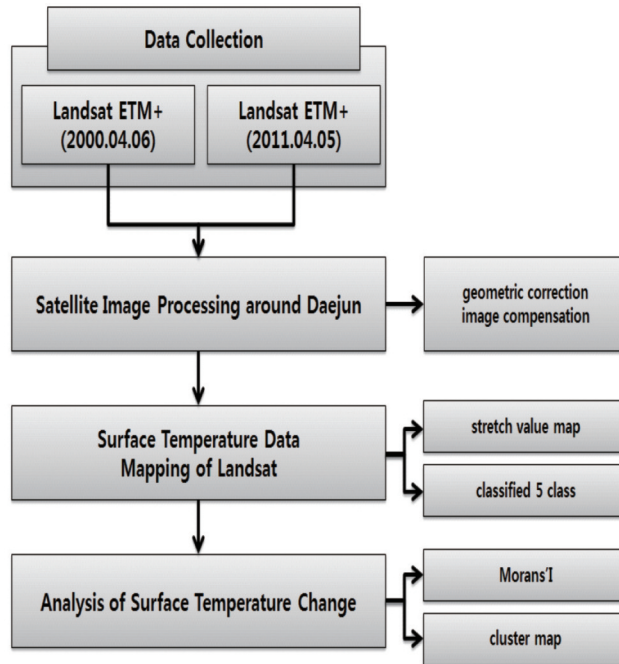 Data Collection
Landsat ETM+
(2000.04.06)
Landsat ETM+
(2011.04.05)
Satellite Image Processing around Daejun
geometric correction
image compensation
Surface Temperature Data
Mapping of Landsat
stretch value map
classified 5 class
Analysis of Surface Temperature Change
Morans'I
cluster map